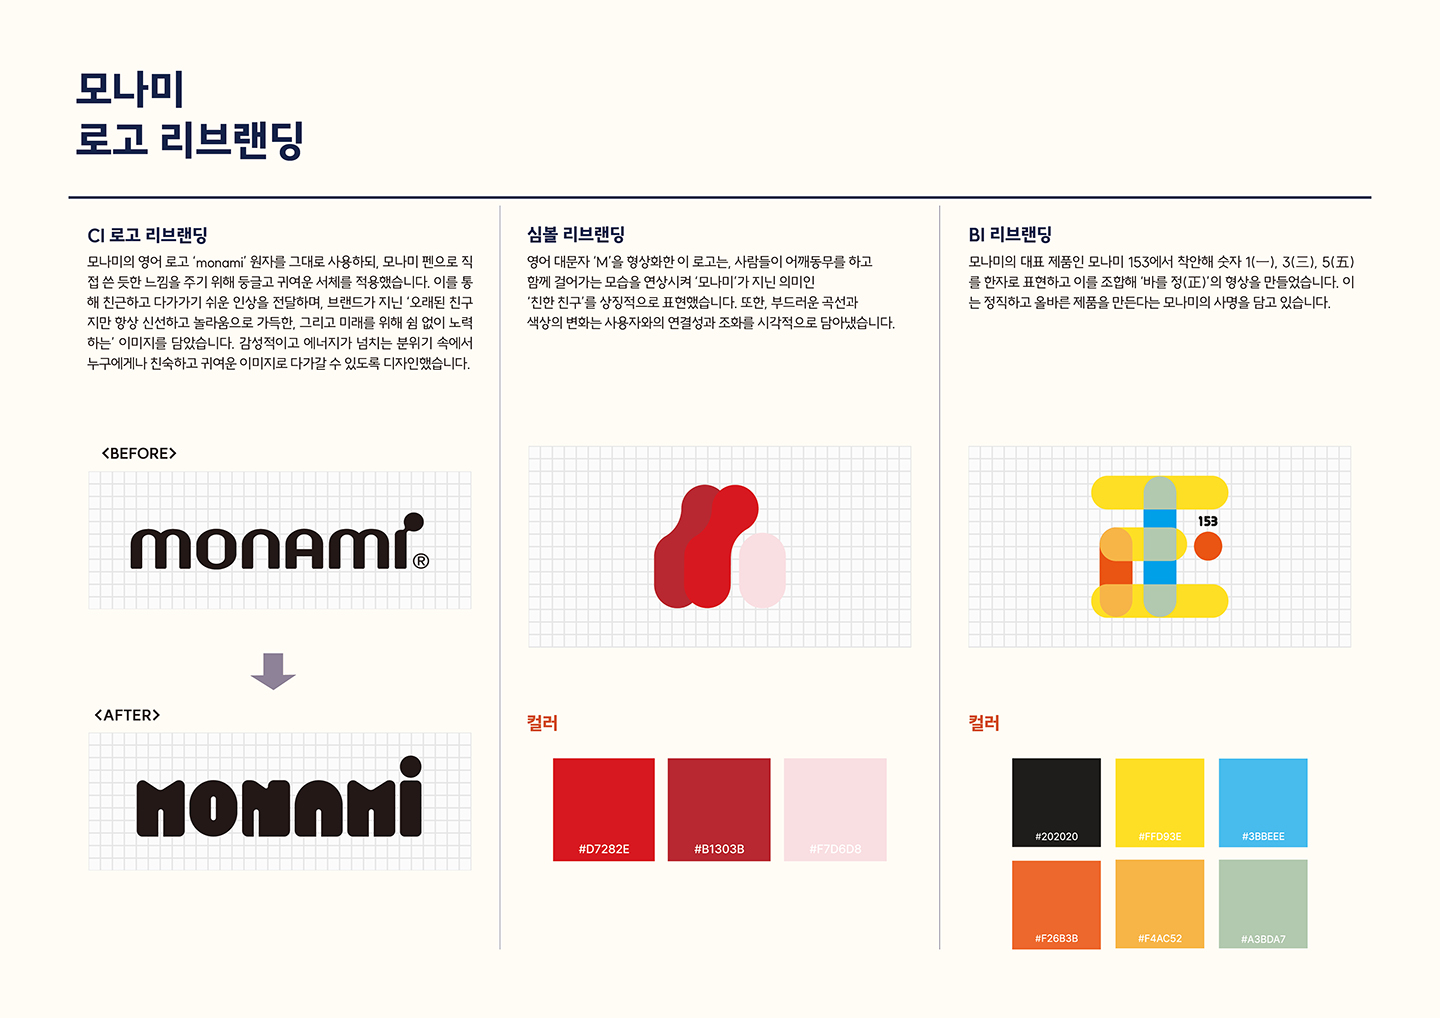 모나미
로고 리브랜딩
CI 로고 리브랜딩
모나미의 영어 로고 ‘monami’ 원자를 그대로 사용하되, 모나미 펜으로 직
접 쓴 듯한 느낌을 주기 위해 둥글고 귀여운 서체를 적용했습니다. 이를 통
해 친근하고 다가가기 쉬운 인상을 전달하며, 브랜드가 지닌 ‘오래된 친구
지만 항상 신선하고 놀라움으로 가득한, 그리고 미래를 위해 쉼 없이 노력
하는’ 이미지를 담았습니다. 감성적이고 에너지가 넘치는 분위기 속에서
누구에게나 친숙하고 귀여운 이미지로 다가갈 수 있도록 디자인했습니다.
<BEFORE>
monami®
<AFTER>
MONAMi
심볼 리브랜딩
영어 대문자 ‘M’을 형상화한 이 로고는, 사람들이 어깨동무를 하고
함께 걸어가는 모습을 연상시켜 ‘모나미’가 지닌 의미인
‘친한 친구’를 상징적으로 표현했습니다. 또한, 부드러운 곡선과
색상의 변화는 사용자와의 연결성과 조화를 시각적으로 담아냈습니다.
컬러
#D7282E
#B1303B
#F7D6D8
BI 리브랜딩
모나미의 대표 제품인 모나미 153에서 착안해 숫자 1(一), 3(三), 5(五)
를 한자로 표현하고 이를 조합해 ‘바를 정(正)’의 형상을 만들었습니다. 이
는 정직하고 올바른 제품을 만든다는 모나미의 사명을 담고 있습니다.
153
컬러
#202020
#FFD93E
#3BBEEE
#F26B3B
#F4AC52
#A3BDA7